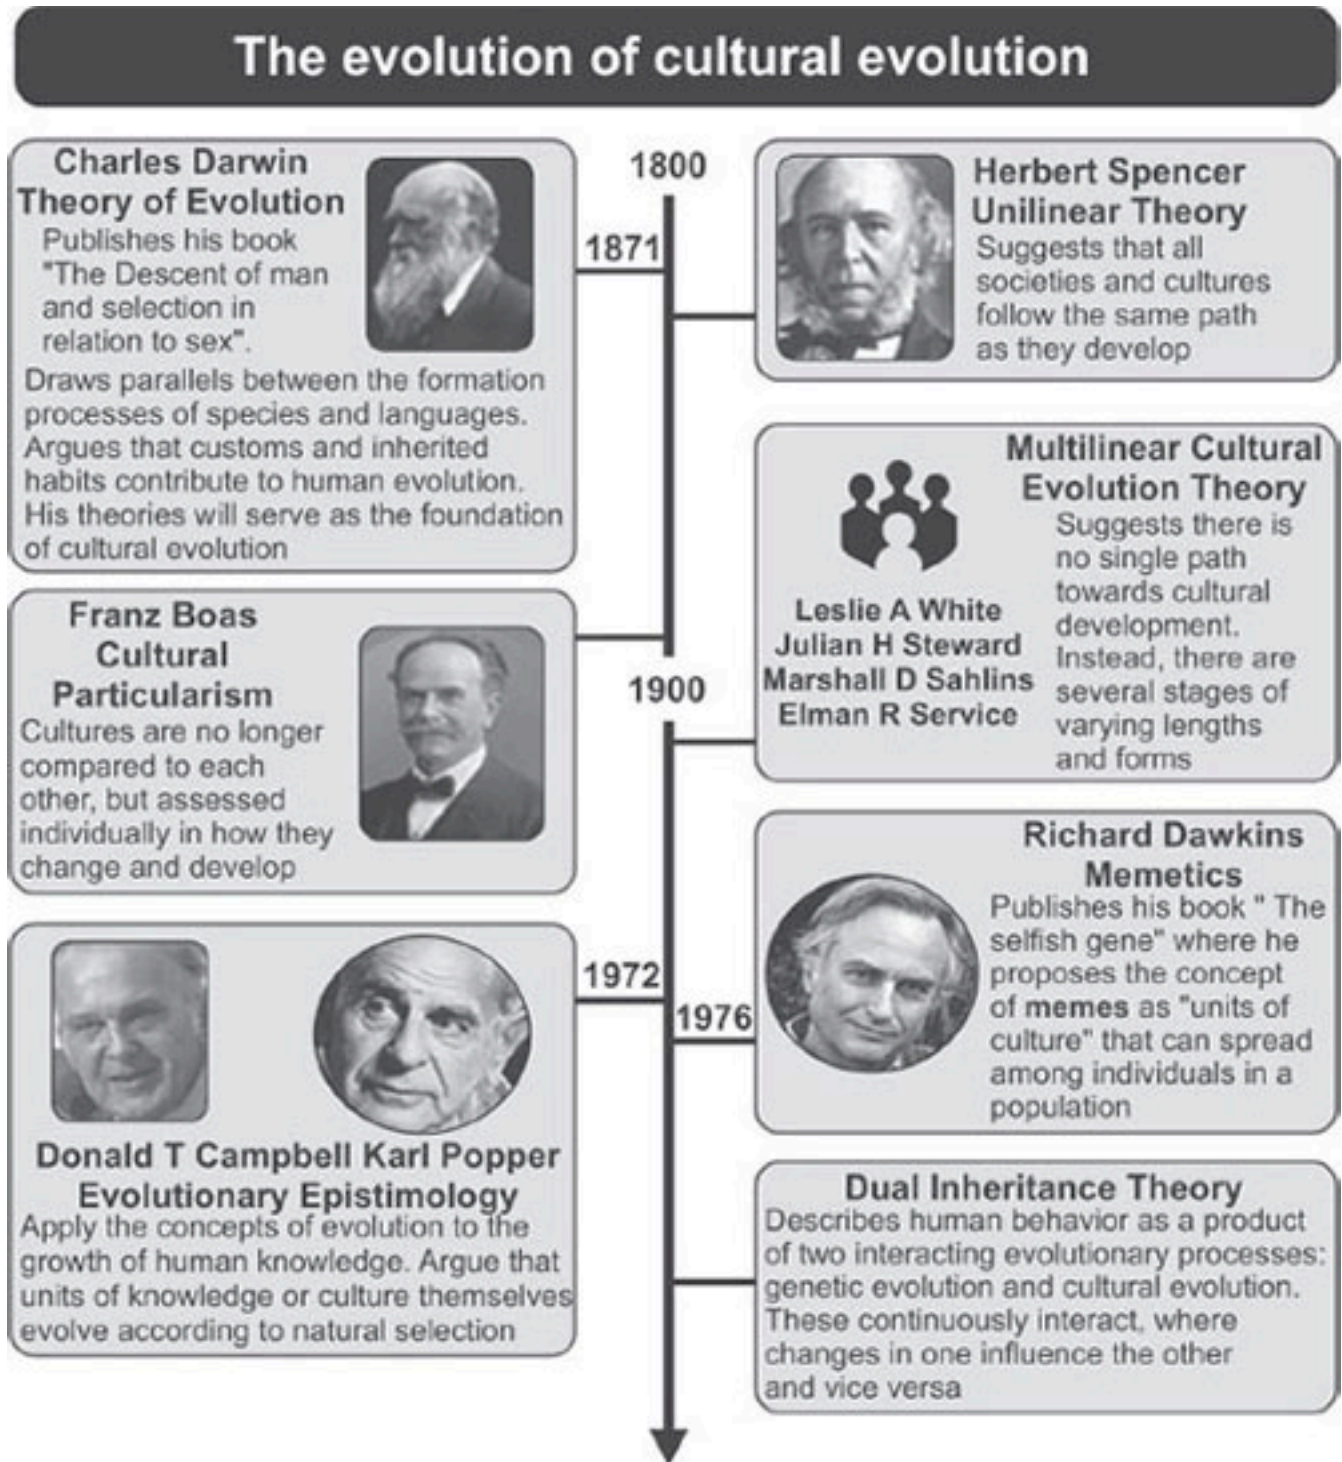 The evolution of cultural evolution
Charles Darwin
Theory of Evolution
Publishes his book
"The Descent of man
and selection in
relation to sex".
Draws parallels between the formation
processes of species and languages.
Argues that customs and inherited
habits contribute to human evolution.
His theories will serve as the foundation
of cultural evolution
1800
1871
Herbert Spencer
Unilinear Theory
Suggests that all
societies and cultures
follow the same path
as they develop
Franz Boas
Cultural
Particularism
Cultures are no longer
compared to each
other, but assessed
individually in how they
change and develop
1900
Multilinear Cultural
Evolution Theory
Suggests there is
no single path
towards cultural
development.
Instead, there are
several stages of
varying lengths
and forms
Leslie A White
Julian H Steward
Marshall D Sahlins
Elman R Service
1972
Donald T Campbell Karl Popper
Evolutionary Epistimology
Apply the concepts of evolution to the
growth of human knowledge. Argue that
units of knowledge or culture themselves
evolve according to natural selection
1976
Richard Dawkins
Memetics
Publishes his book " The
selfish gene" where he
proposes the concept
of memes as "units of
culture" that can spread
among individuals in a
population
Dual Inheritance Theory
Describes human behavior as a product
of two interacting evolutionary processes:
genetic evolution and cultural evolution.
These continuously interact, where
changes in one influence the other
and vice versa